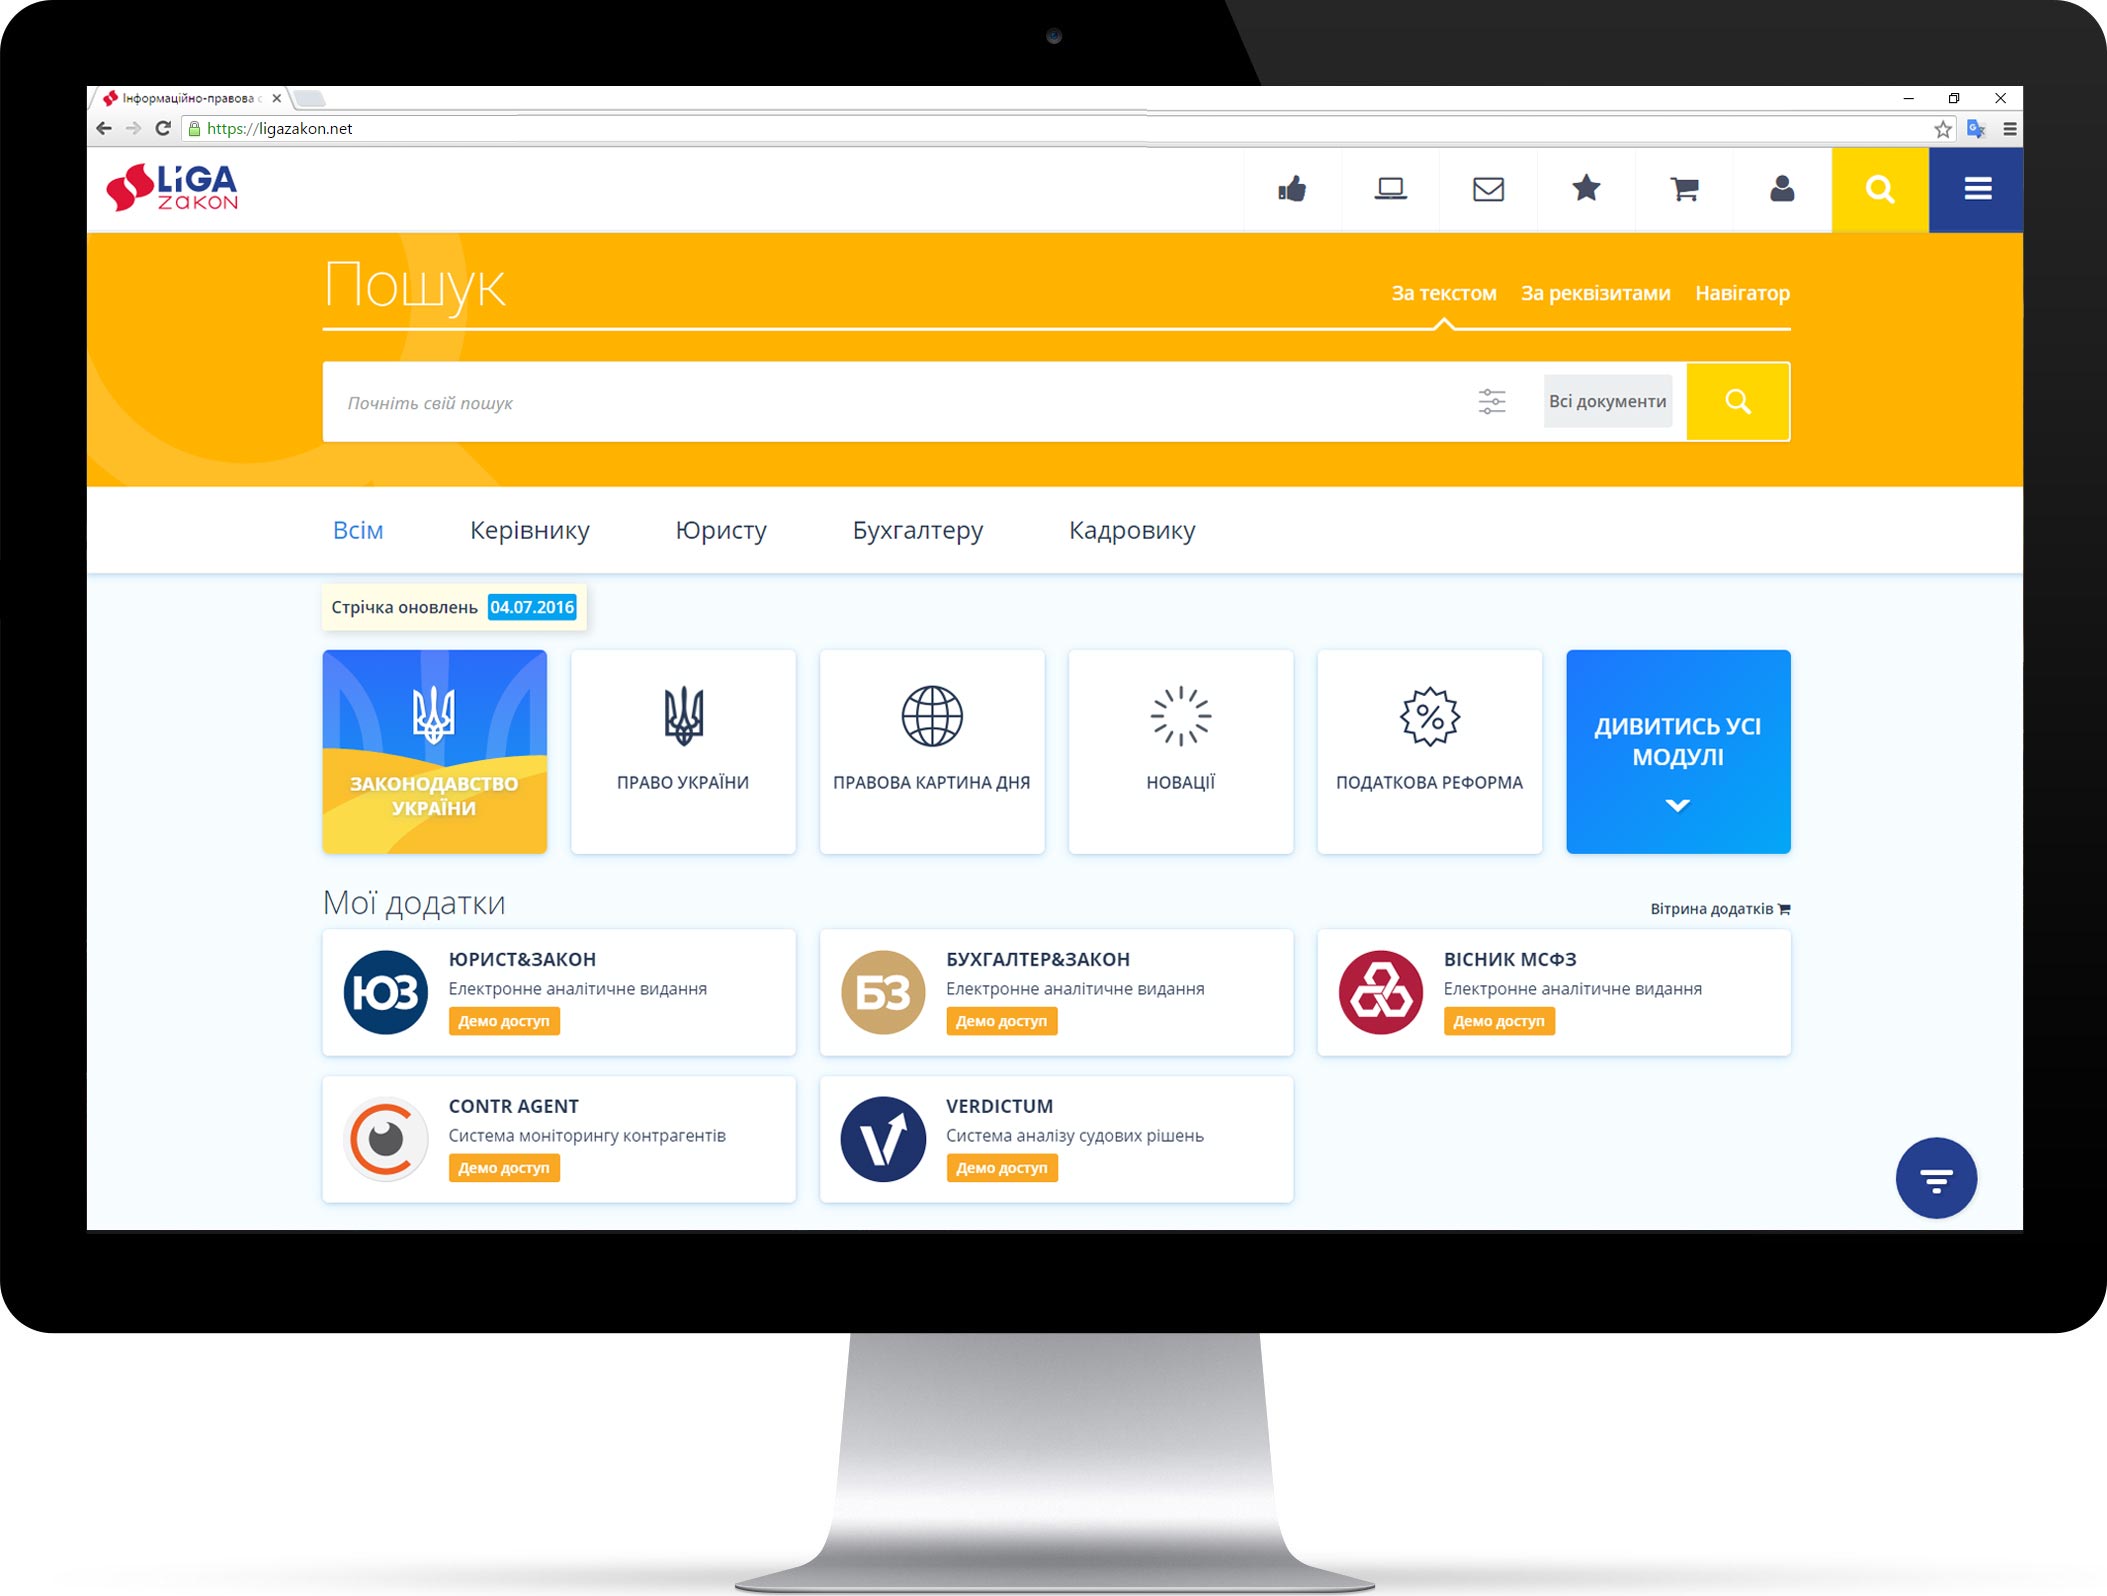 Інформаційно-правова с
https://ligazakon.net
LIGA
ZAKON
Пошук
За текстом За реквізитами Навігатор
Почніть свій пошук
Всі документи
Всім Керівнику Юристу Бухгалтеру Кадровику
Стрічка оновлень 04.07.2016
ЗАКОНОДАВСТВО
УКРАЇНИ
ПРАВО УКРАЇНИ
ПРАВОВА КАРТИНА ДНЯ
НОВАЦІЇ
ПОДАТКОВА РЕФОРМА
ДИВИТИСЬ УСІ
МОДУЛІ
Мої додатки
Вітрина додатків
ЮЗ
ЮРИСТ&ЗАКОН
Електронне аналітичне видання
Демо доступ
БЗ
БУХГАЛТЕР&ЗАКОН
Електронне аналітичне видання
Демо доступ
ВІСНИК МСФЗ
Електронне аналітичне видання
Демо доступ
CONTR AGENT
Система моніторингу контрагентів
Демо доступ
VERDICTUM
Система аналізу судових рішень
Демо доступ